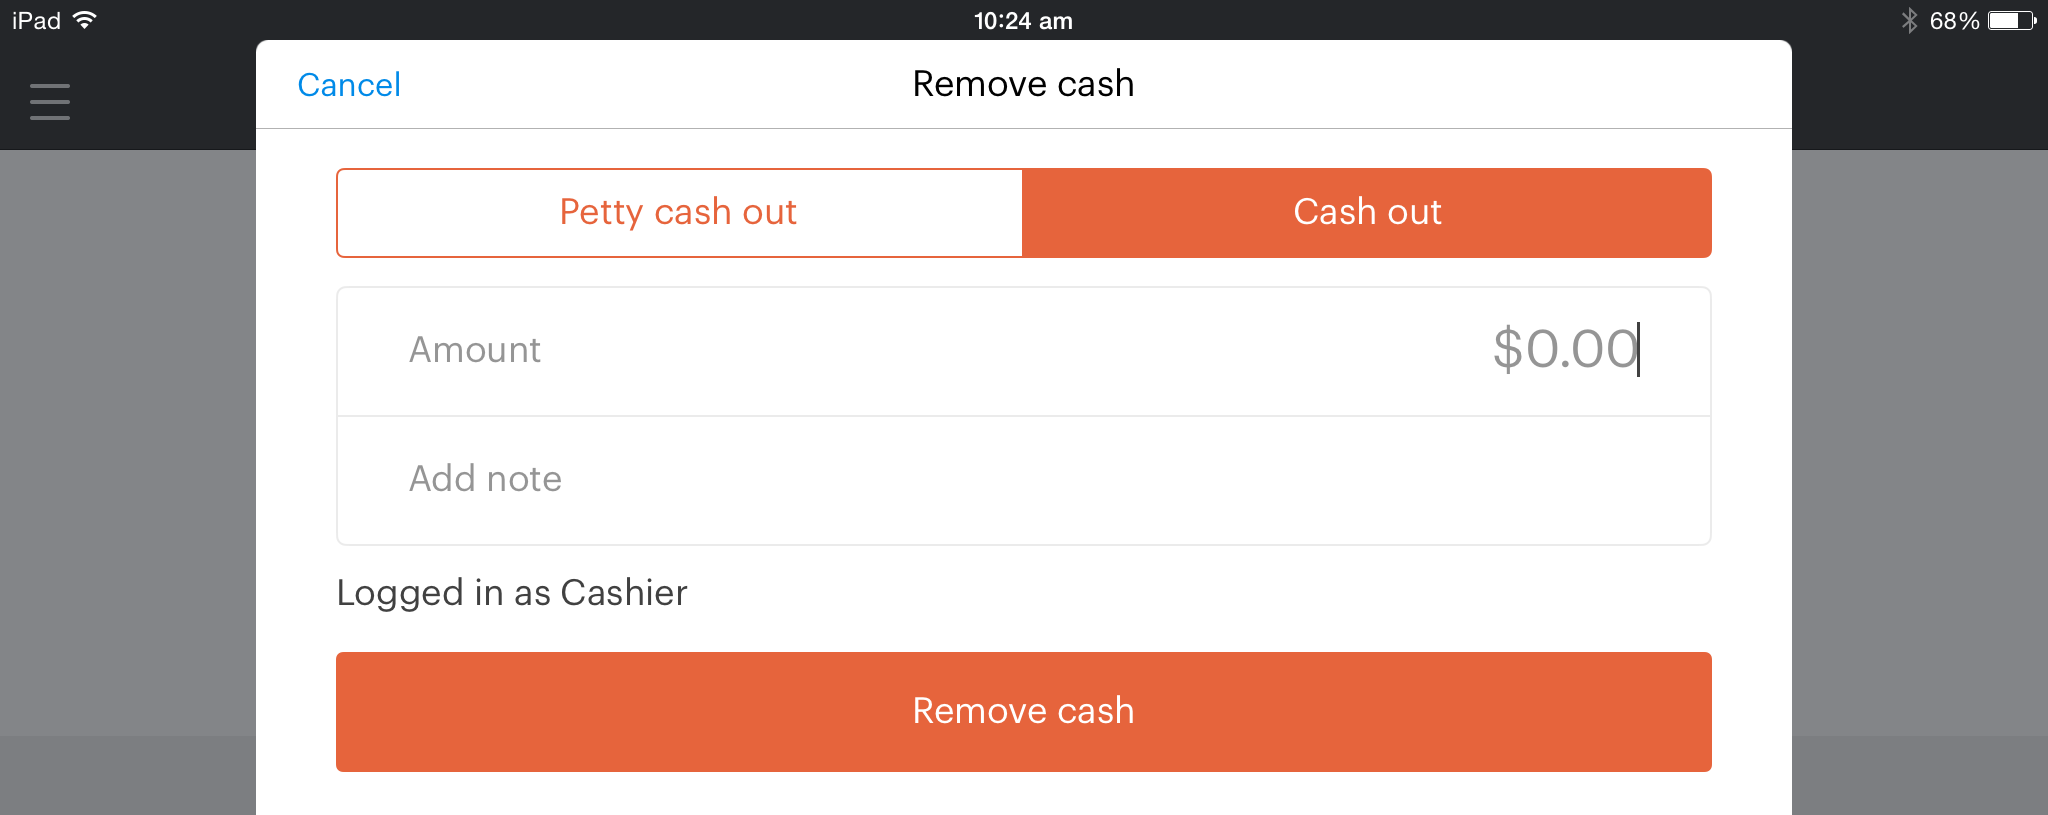 iPad 10:24 am 68%
Cancel Remove cash
Petty cash out Cash out
Amount $0.00
Add note
Logged in as Cashier
Remove cash